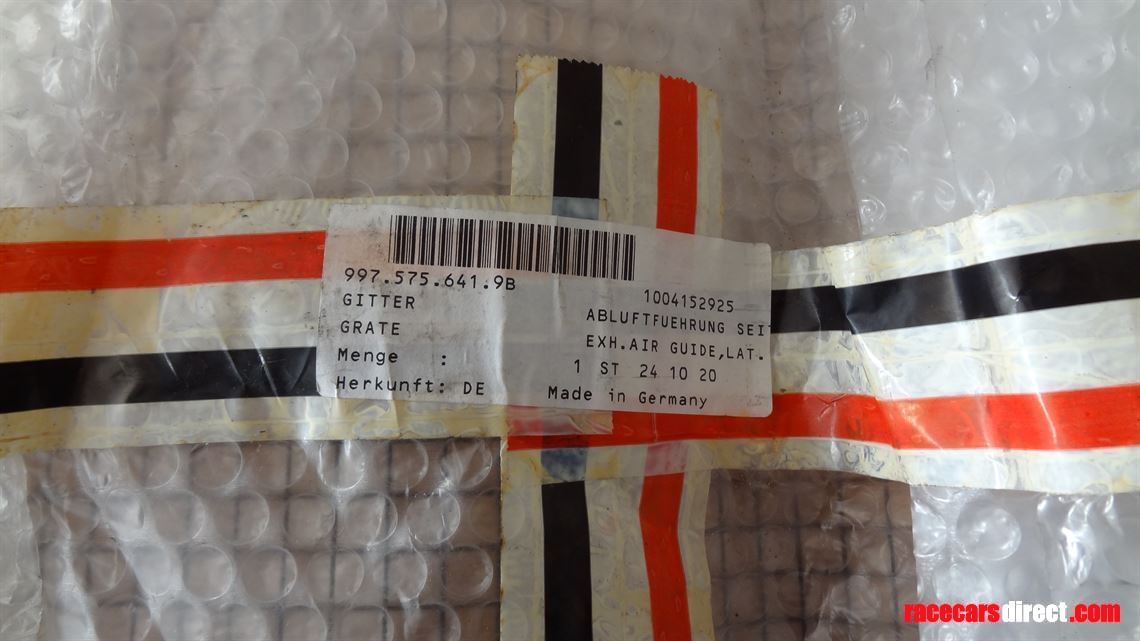 997.575.641.9B 1004152925
GITTER ABLUFTFUEHRUNG SEIT
GRATE EXH.AIR GUIDE,LAT.
Menge : 1 ST 24 10 20
Herkunft: DE Made in Germany
racecarsdirect.com